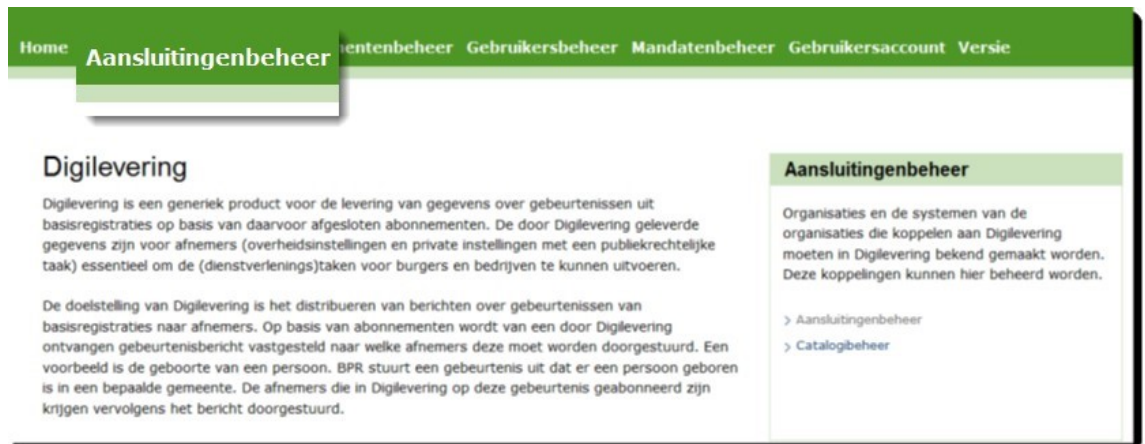 Home Aansluitingenbeheer entenbeheer Gebruikersbeheer Mandatenbeheer Gebruikersaccount Versie
Digilevering
Digilevering is een generiek product voor de levering van gegevens over gebeurtenissen uit
basisregistraties op basis van daarvoor afgesloten abonnementen. De door Digilevering geleverde
gegevens zijn voor afnemers (overheidsinstellingen en private instellingen met een publiekrechtelijke
taak) essentieel om de (dienstverlenings)taken voor burgers en bedrijven te kunnen uitvoeren.
De doelstelling van Digilevering is het distribueren van berichten over gebeurtenissen van
basisregistraties naar afnemers. Op basis van abonnementen wordt van een door Digilevering
ontvangen gebeurtenisbericht vastgesteld naar welke afnemers deze moet worden doorgestuurd. Een
voorbeeld is de geboorte van een persoon. BPR stuurt een gebeurtenis uit dat er een persoon geboren
is in een bepaalde gemeente. De afnemers die in Digilevering op deze gebeurtenis geabonneerd zijn
krijgen vervolgens het bericht doorgestuurd.
Aansluitingenbeheer
Organisaties en de systemen van de
organisaties die koppelen aan Digilevering
moeten in Digilevering bekend gemaakt worden.
Deze koppelingen kunnen hier beheerd worden.
> Aansluitingenbeheer
> Catalogibeheer